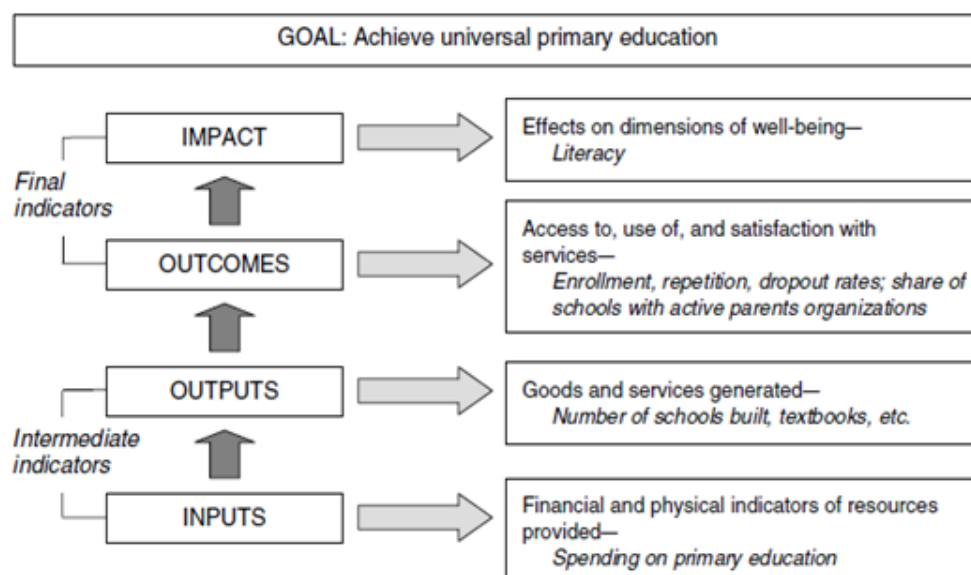 GOAL: Achieve universal primary education
IMPACT
Effects on dimensions of well-being—
Literacy
Final
indicators
OUTCOMES
Access to, use of, and satisfaction with
services—
Enrollment, repetition, dropout rates; share of
schools with active parents organizations
OUTPUTS
Goods and services generated—
Number of schools built, textbooks, etc.
Intermediate
indicators
INPUTS
Financial and physical indicators of resources
provided—
Spending on primary education